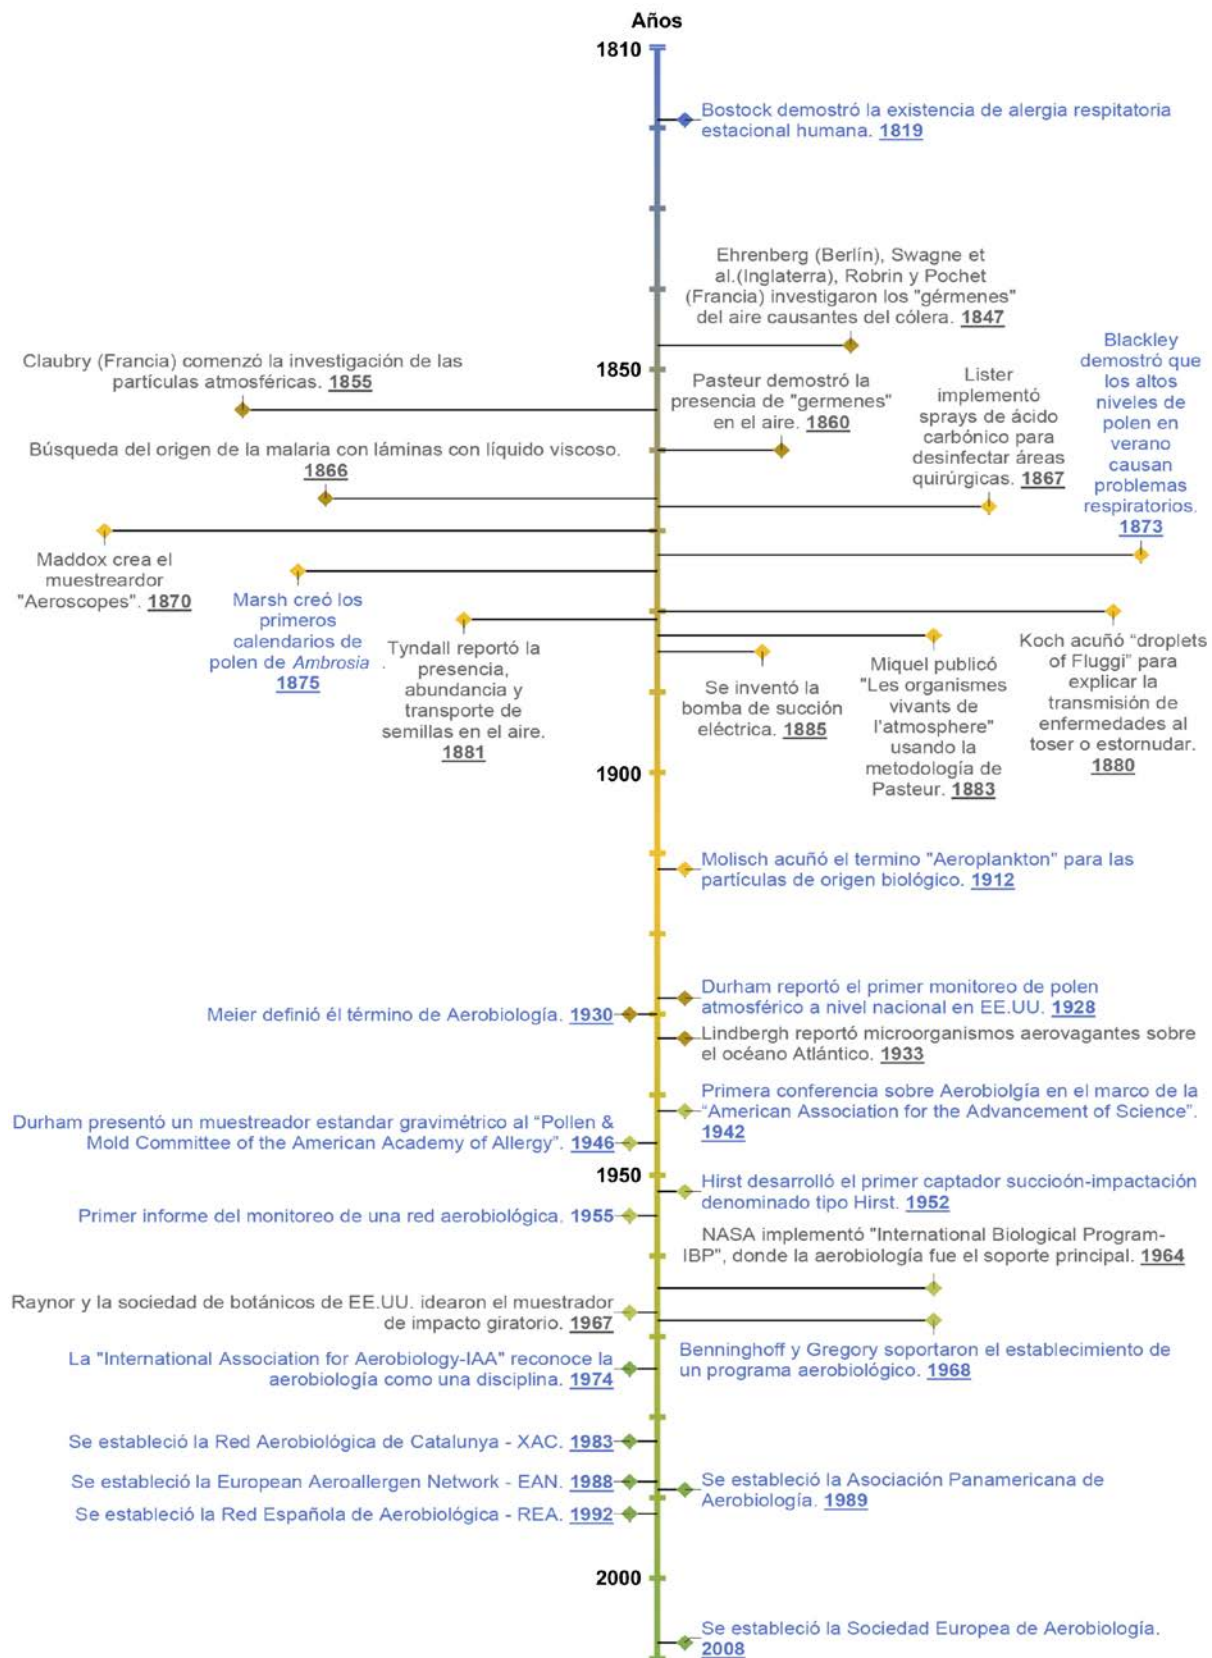 Años
1810
Bostock demostró la existencia de alergia respitatoria
estacional humana. 1819
Ehrenberg (Berlín), Swagne et
al.(Inglaterra), Robrin y Pochet
(Francia) investigaron los "gérmenes"
del aire causantes del cólera. 1847
Claubry (Francia) comenzó la investigación de las
partículas atmosféricas. 1855
1850
Pasteur demostró la
presencia de "germenes"
en el aire. 1860
Lister
implementó
sprays de ácido
carbónico para
desinfectar áreas
quirúrgicas. 1867
Blackley
demostró que
los altos
niveles de
polen en
verano
causan
problemas
respiratorios.
1873
Búsqueda del origen de la malaria con láminas con líquido viscoso.
1866
Maddox crea el
muestreardor
"Aeroscopes". 1870
Marsh creó los
primeros
calendarios de
polen de Ambrosia .
1875
Tyndall reportó la
presencia,
abundancia y
transporte de
semillas en el aire.
1881
Se inventó la
bomba de succión
eléctrica. 1885
Miquel publicó
"Les organismes
vivants de
l'atmosphere"
usando la
metodología de
Pasteur. 1883
Koch acuñó “droplets
of Fluggi” para
explicar la
transmisión de
enfermedades al
toser o estornudar.
1880
1900
Molisch acuñó el termino "Aeroplankton" para las
partículas de origen biológico. 1912
Durham reportó el primer monitoreo de polen
atmosférico a nivel nacional en EE.UU. 1928
Meier definió él término de Aerobiología. 1930
Lindbergh reportó microorganismos aerovagantes sobre
el océano Atlántico. 1933
Primera conferencia sobre Aerobiolgía en el marco de la
“American Association for the Advancement of Science”.
1942
Durham presentó un muestreador estandar gravimétrico al “Pollen &
Mold Committee of the American Academy of Allergy”. 1946
1950
Hirst desarrolló el primer captador succioón-impactación
denominado tipo Hirst. 1952
Primer informe del monitoreo de una red aerobiológica. 1955
NASA implementó "International Biological Program-
IBP", donde la aerobiología fue el soporte principal. 1964
Raynor y la sociedad de botánicos de EE.UU. idearon el muestrador
de impacto giratorio. 1967
Benninghoff y Gregory soportaron el establecimiento de
un programa aerobiológico. 1968
La "International Association for Aerobiology-IAA" reconoce la
aerobiología como una disciplina. 1974
Se estableció la Red Aerobiológica de Catalunya - XAC. 1983
Se estableció la European Aeroallergen Network - EAN. 1988
Se estableció la Asociación Panamericana de
Aerobiología. 1989
Se estableció la Red Española de Aerobiológica - REA. 1992
2000
Se estableció la Sociedad Europea de Aerobiología.
2008